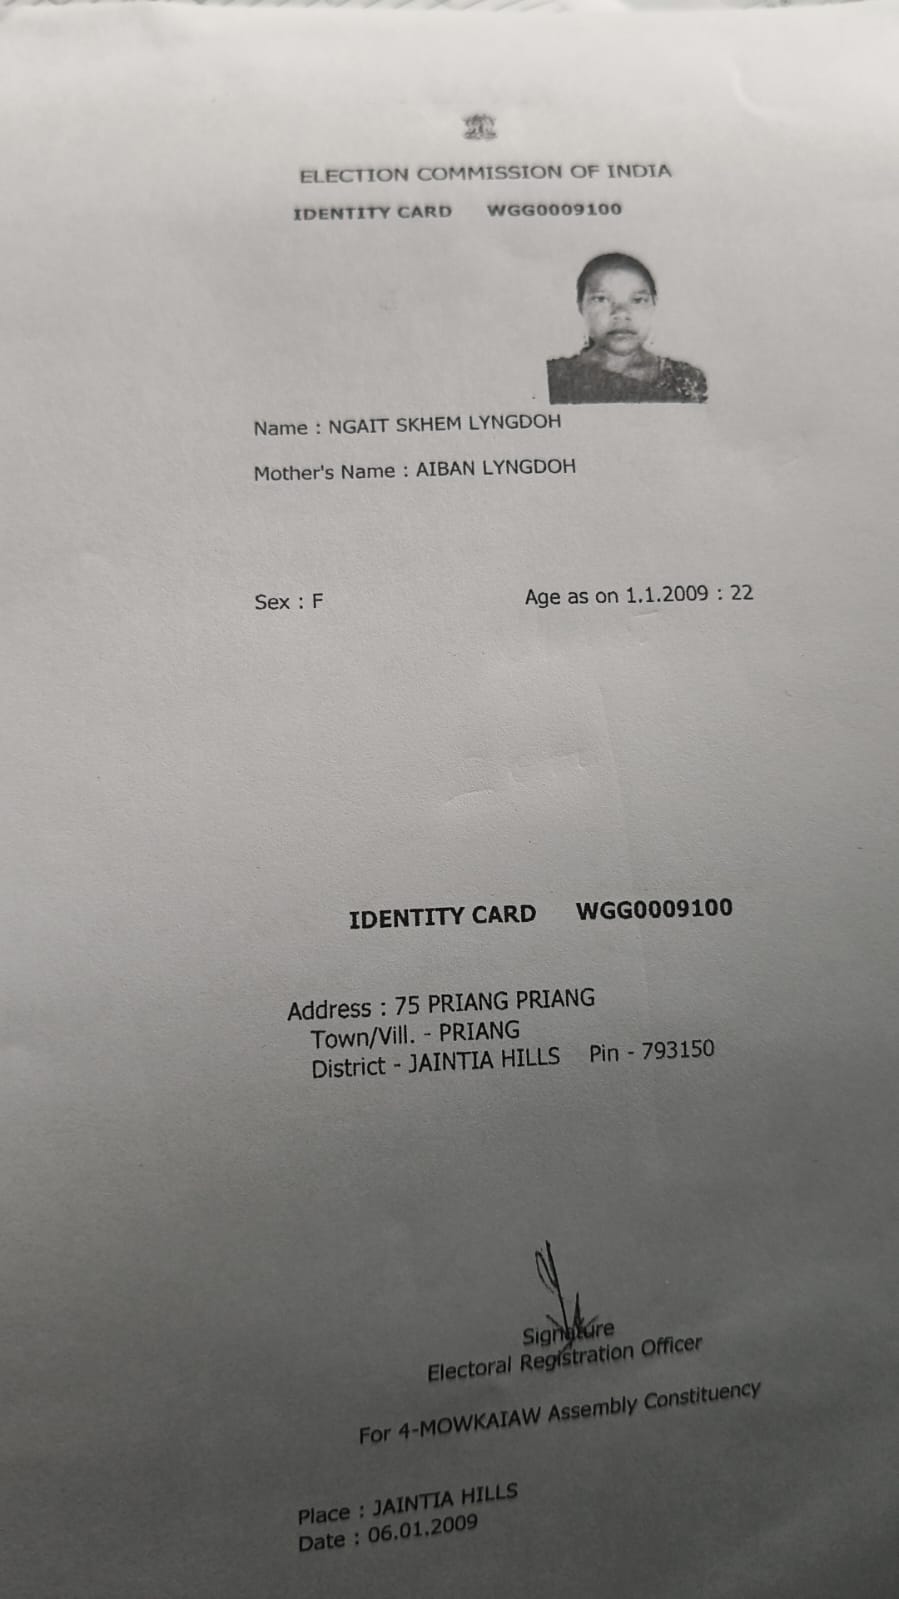 ELECTION COMMISSION OF INDIA
IDENTITY CARD WGG0009100
Name : NGAIT SKHEM LYNGDOH
Mother's Name : AIBAN LYNGDOH
Sex : F Age as on 1.1.2009 : 22
IDENTITY CARD WGG0009100
Address : 75 PRIANG PRIANG
Town/Vill. - PRIANG
District - JAINTIA HILLS Pin - 793150
Signature
Electoral Registration Officer
For 4-MOWKAIAW Assembly Constituency
Place : JAINTIA HILLS
Date : 06.01.2009